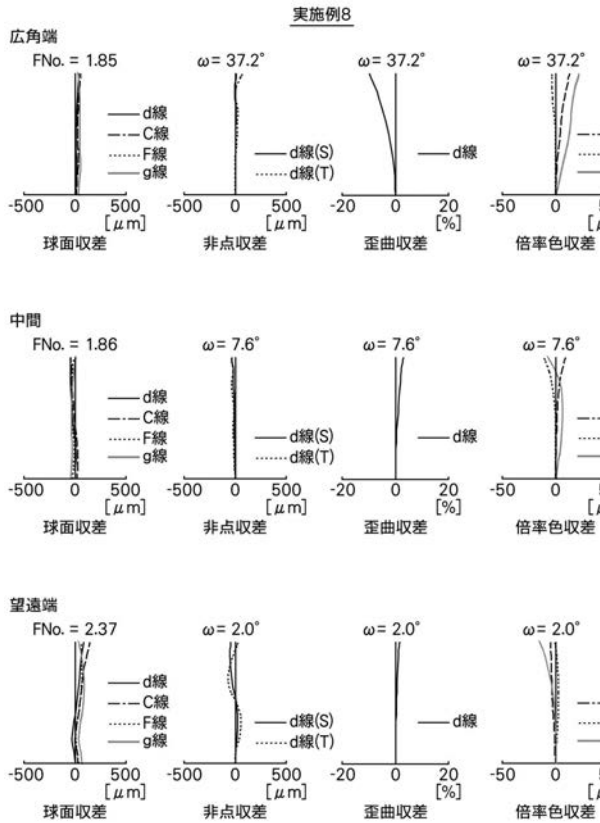 実施例8
広角端
FNo. = 1.85
ω= 37.2°
ω= 37.2°
ω= 37.2°
d線
C線
F線
g線
d線(S)
d線(T)
d線
-500 0 500
[μm]
球面収差
-500 0 500
[μm]
非点収差
-20 0 20
[%]
歪曲収差
-50 0
倍率色収差
中間
FNo. = 1.86
ω= 7.6°
ω= 7.6°
ω= 7.6°
d線
C線
F線
g線
d線(S)
d線(T)
d線
-500 0 500
[μm]
球面収差
-500 0 500
[μm]
非点収差
-20 0 20
[%]
歪曲収差
-50 0
倍率色収差
望遠端
FNo. = 2.37
ω= 2.0°
ω= 2.0°
ω= 2.0°
d線
C線
F線
g線
d線(S)
d線(T)
d線
-500 0 500
[μm]
球面収差
-500 0 500
[μm]
非点収差
-20 0 20
[%]
歪曲収差
-50 0
倍率色収差